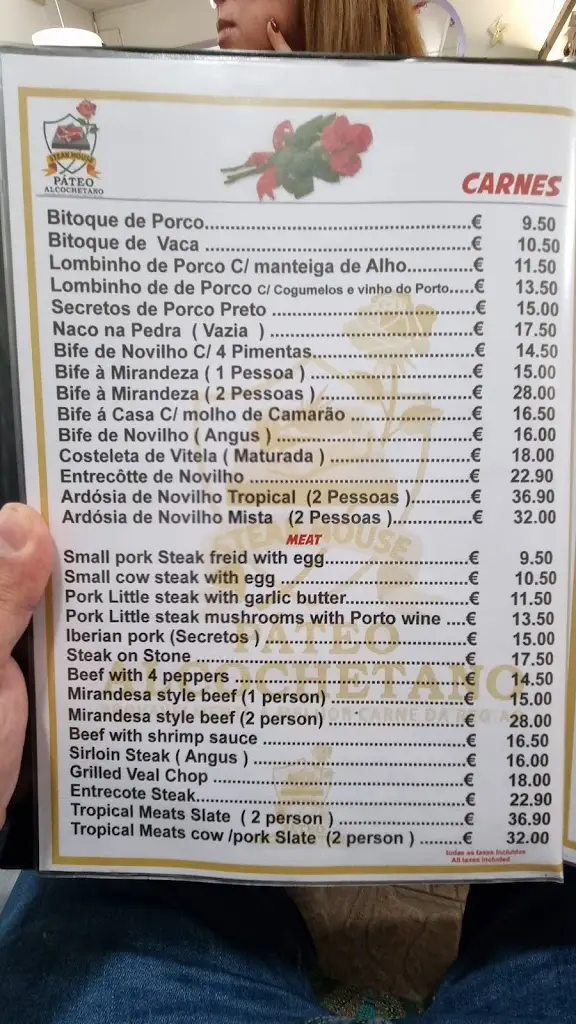 STEAK HOUSE
PÁTEO
ALCOCHETANO
CARNES
Bitoque de Porco..........................................................€ 9.50
Bitoque de Vaca ..........................................................€ 10.50
Lombinho de Porco C/ manteiga de Alho.............€ 11.50
Lombinho de de Porco C/ Cogumelos e vinho do Porto.....€ 13.50
Secretos de Porco Preto ............................................€ 15.00
Naco na Pedra ( Vazia ) .............................................€ 17.50
Bife de Novilho C/ 4 Pimentas...................................€ 14.50
Bife à Mirandeza ( 1 Pessoa ) ....................................€ 15.00
Bife à Mirandeza ( 2 Pessoas ) ..................................€ 28.00
Bife á Casa C/ molho de Camarão ...........................€ 16.50
Bife de Novilho ( Angus ) ...........................................€ 16.00
Costeleta de Vitela ( Maturada ) ................................€ 18.00
Entrecôtte de Novilho ................................................€ 22.90
Ardósia de Novilho Tropical (2 Pessoas )..............€ 36.90
Ardósia de Novilho Mista (2 Pessoas )..................€ 32.00
MEAT
Small pork Steak freid with egg.................................€ 9.50
Small cow steak with egg ..........................................€ 10.50
Pork Little steak with garlic butter.............................€ 11.50
Pork Little steak mushrooms with Porto wine ....€ 13.50
Iberian pork (Secretos ) .............................................€ 15.00
Steak on Stone ...........................................................€ 17.50
Beef with 4 peppers ...................................................€ 14.50
Mirandesa style beef (1 person) ...............................€ 15.00
Mirandesa style beef (2 person) ...............................€ 28.00
Beef with shrimp sauce .............................................€ 16.50
Sirloin Steak ( Angus ) ...............................................€ 16.00
Grilled Veal Chop .......................................................€ 18.00
Entrecote Steak...........................................................€ 22.90
Tropical Meats Slate ( 2 person ) ..............................€ 36.90
Tropical Meats cow /pork Slate (2 person ) ........€ 32.00
todas as taxas incluídas
All taxes included
STEAK HOUSE
PÁTEO
ALCOCHETANO